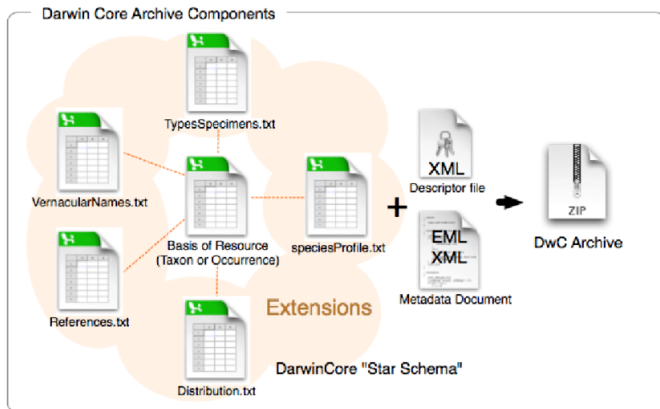 Darwin Core Archive Components
TypesSpecimens.txt
VernacularNames.txt
Basis of Resource
(Taxon or Occurrence)
speciesProfile.txt
References.txt
Extensions
Distribution.txt
DarwinCore "Star Schema"
+
XML
Descriptor file
EML
XML
Metadata Document
ZIP
DwC Archive